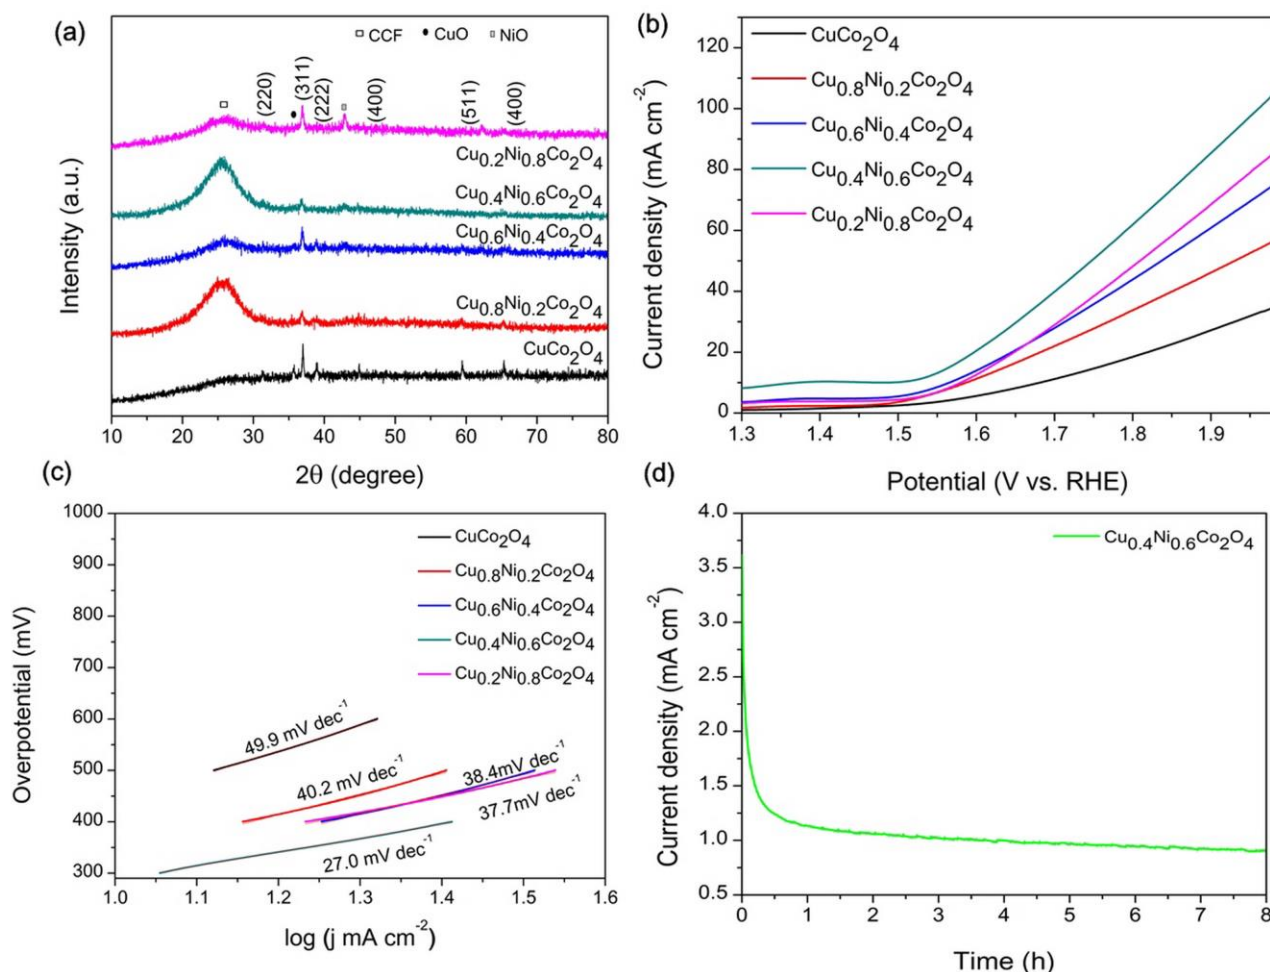 (a)
□ CCF ● CuO ▯ NiO
(220)
(311)
(222)
(400)
(511)
(400)
Cu0.2Ni0.8Co2O4
Cu0.4Ni0.6Co2O4
Cu0.6Ni0.4Co2O4
Cu0.8Ni0.2Co2O4
CuCo2O4
Intensity (a.u.)
10 20 30 40 50 60 70 80
2θ (degree)
(b)
CuCo2O4
Cu0.8Ni0.2Co2O4
Cu0.6Ni0.4Co2O4
Cu0.4Ni0.6Co2O4
Cu0.2Ni0.8Co2O4
Current density (mA cm-2)
120
100
80
60
40
20
0
1.3 1.4 1.5 1.6 1.7 1.8 1.9
Potential (V vs. RHE)
(c)
CuCo2O4
Cu0.8Ni0.2Co2O4
Cu0.6Ni0.4Co2O4
Cu0.4Ni0.6Co2O4
Cu0.2Ni0.8Co2O4
49.9 mV dec-1
40.2 mV dec-1
38.4mV dec-1
37.7mV dec-1
27.0 mV dec-1
Overpotential (mV)
1000
900
800
700
600
500
400
300
1.0 1.1 1.2 1.3 1.4 1.5 1.6
log (j mA cm-2)
(d)
Cu0.4Ni0.6Co2O4
Current density (mA cm-2)
4.0
3.5
3.0
2.5
2.0
1.5
1.0
0.5
0 1 2 3 4 5 6 7 8
Time (h)